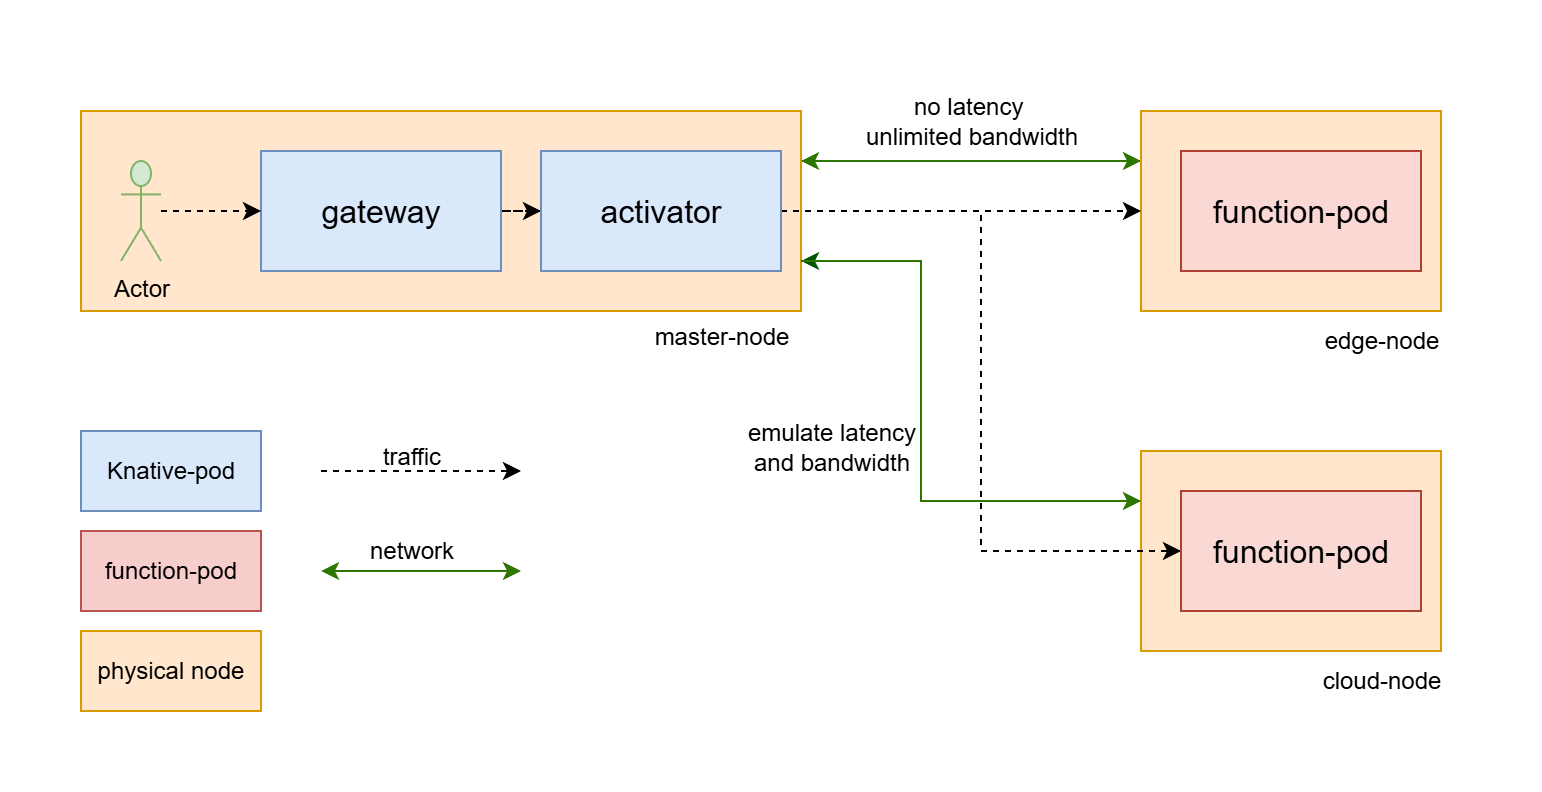 no latency
unlimited bandwidth
gateway
activator
function-pod
Actor
master-node
edge-node
emulate latency
and bandwidth
Knative-pod
traffic
function-pod
network
physical node
function-pod
cloud-node